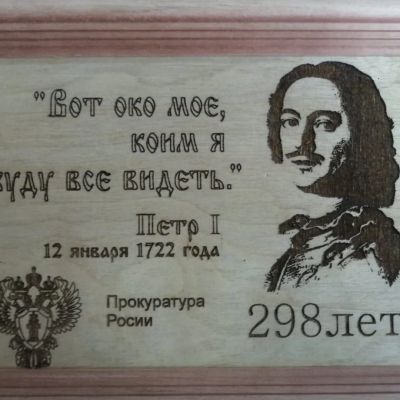 "Вот око мое,
коим я
буду все видеть."
Петр I
12 января 1722 года
Прокуратура
Росии
298лет